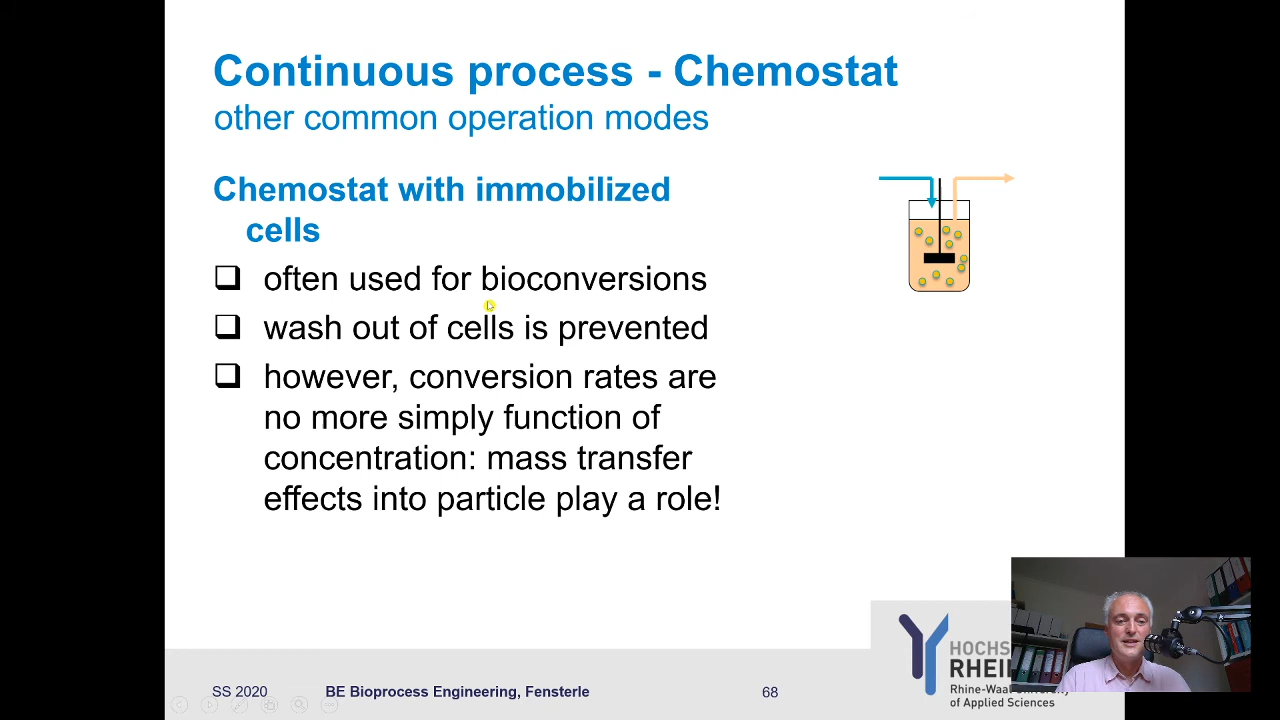 Continuous process - Chemostat
other common operation modes
Chemostat with immobilized
cells
often used for bioconversions
wash out of cells is prevented
however, conversion rates are
no more simply function of
concentration: mass transfer
effects into particle play a role!
SS 2020
BE Bioprocess Engineering, Fensterle
68
HOCHS
RHEI
Rhine-Waal University
of Applied Sciences